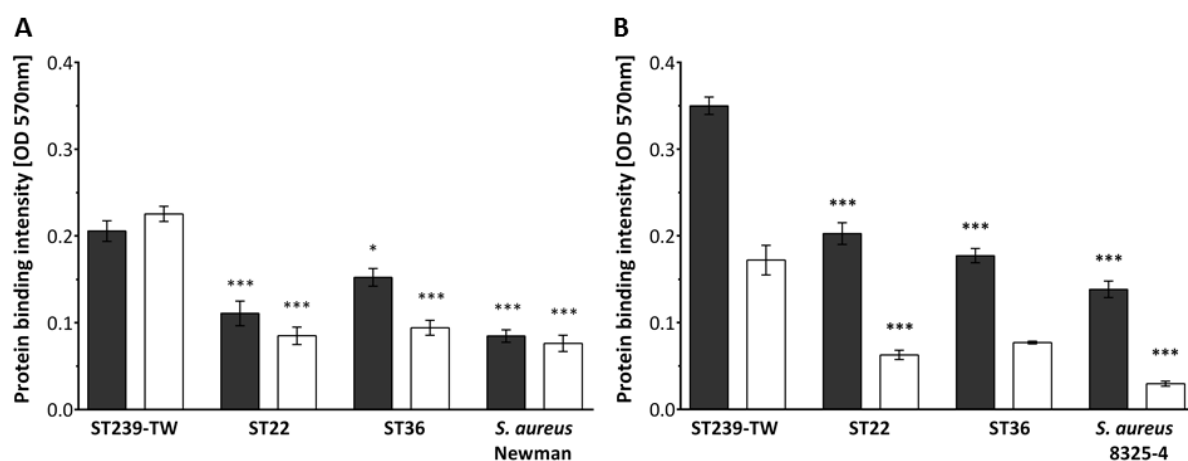 A
Protein binding intensity [OD 570nm]
0.4
0.3
0.2
0.1
0.0
***
***
*
***
***
***
ST239-TW
ST22
ST36
S. aureus
Newman
B
Protein binding intensity [OD 570nm]
0.4
0.3
0.2
0.1
0.0
***
***
***
***
***
ST239-TW
ST22
ST36
S. aureus
8325-4